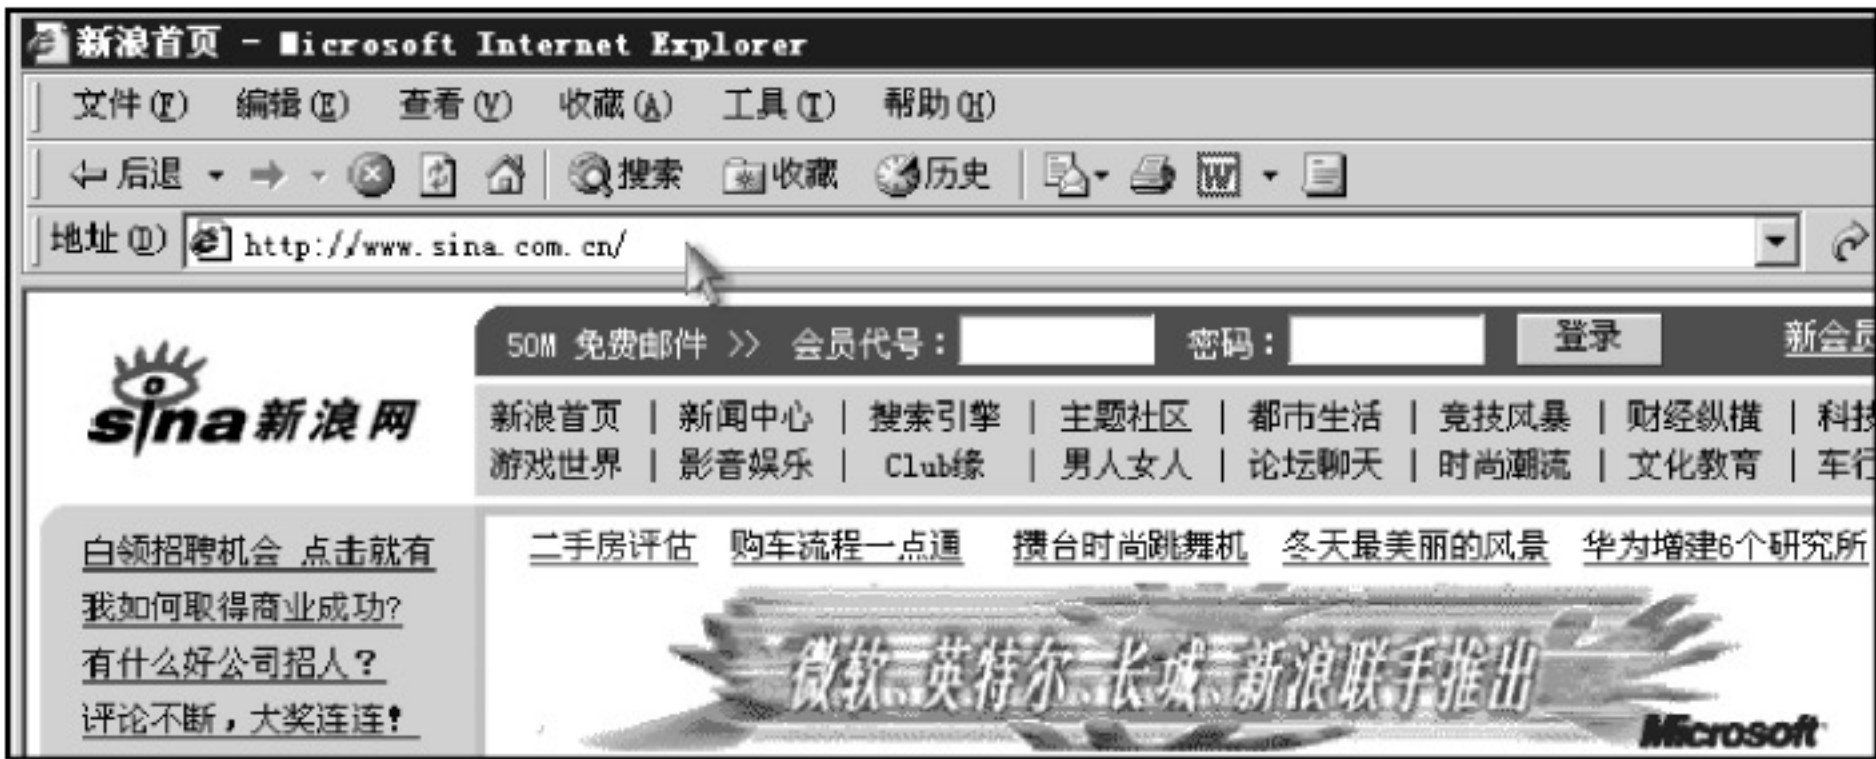 新浪首页 - Microsoft Internet Explorer
文件(F) 编辑(E) 查看(V) 收藏(A) 工具(T) 帮助(H)
后退 搜索 收藏 历史
地址(D) http://www.sina.com.cn/
50M 免费邮件 >> 会员代号: 密码: 登录 新会员
sina新浪网
新浪首页 | 新闻中心 | 搜索引擎 | 主题社区 | 都市生活 | 竞技风暴 | 财经纵横 | 科技
游戏世界 | 影音娱乐 | Club缘 | 男人女人 | 论坛聊天 | 时尚潮流 | 文化教育 | 车行
二手房评估 购车流程一点通 攒台时尚跳舞机 冬天最美丽的风景 华为增建6个研究所
白领招聘机会 点击就有
我如何取得商业成功?
有什么好公司招人?
评论不断,大奖连连!
微软、英特尔、长城、新浪联手推出
Microsoft